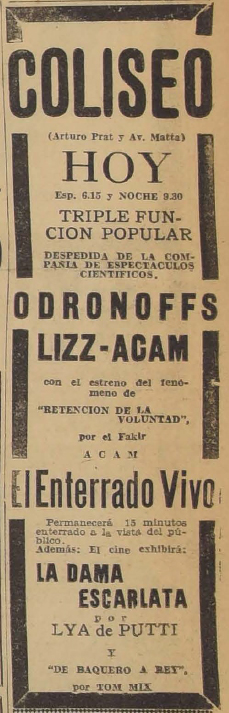 COLISEO
(Arturo Prat y Av. Matta)
HOY
Esp. 6.15 y NOCHE 9.30
TRIPLE FUN-
CION POPULAR
DESPEDIDA DE LA COM-
PAÑIA DE ESPECTACULOS
CIENTIFICOS.
ODRONOFFS
LIZZ-ACAM
con el estreno del fenó-
meno de
"RETENCION DE LA
VOLUNTAD",
por el Fakir
ACAM
El Enterrado Vivo
Permanecerá 15 minutos
enterrado a la vista del pú-
blico.
Además: El cine exhibirá:
LA DAMA
ESCARLATA
por
LYA de PUTTI
Y
"DE BAQUERO A REY",
por TOM MIX